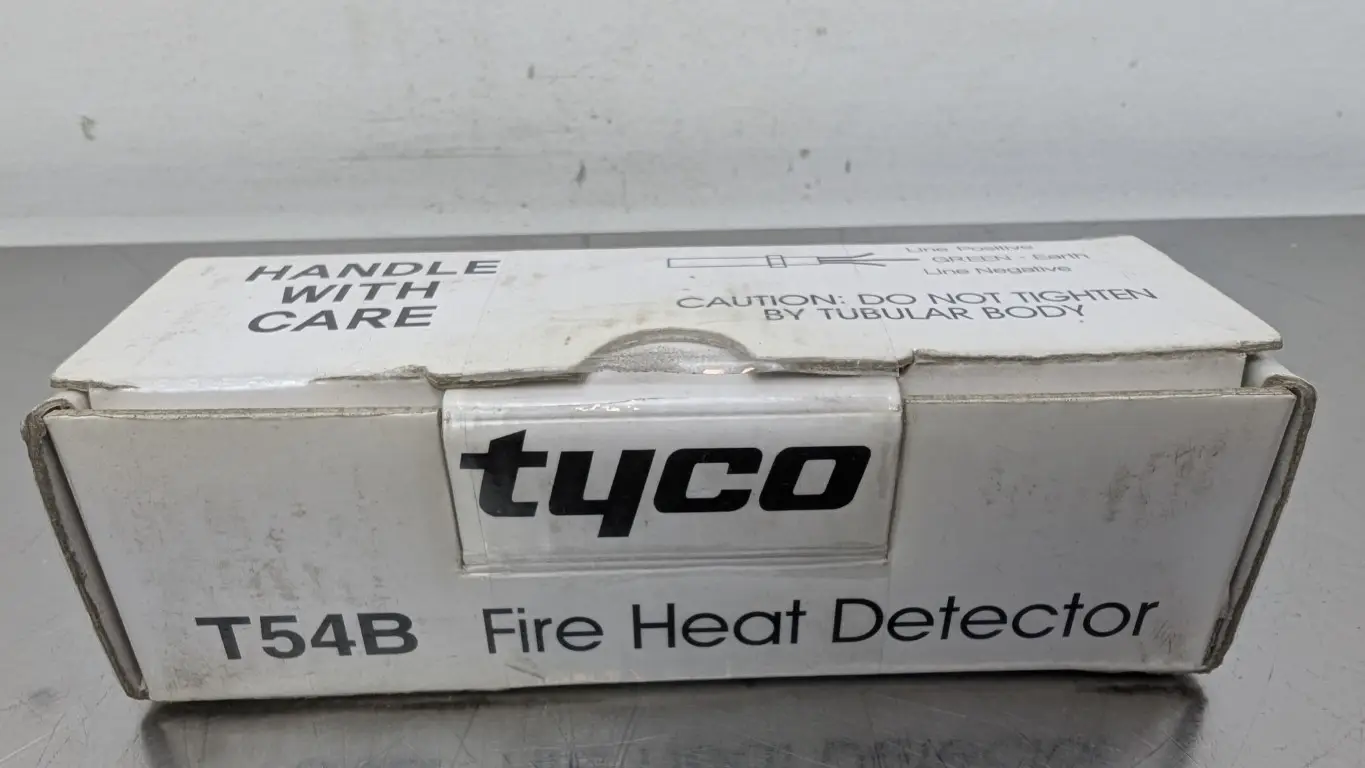 HANDLE
WITH
CARE
Line Positive
GREEN - Earth
Line Negative
CAUTION: DO NOT TIGHTEN
BY TUBULAR BODY
tyco
T54B Fire Heat Detector